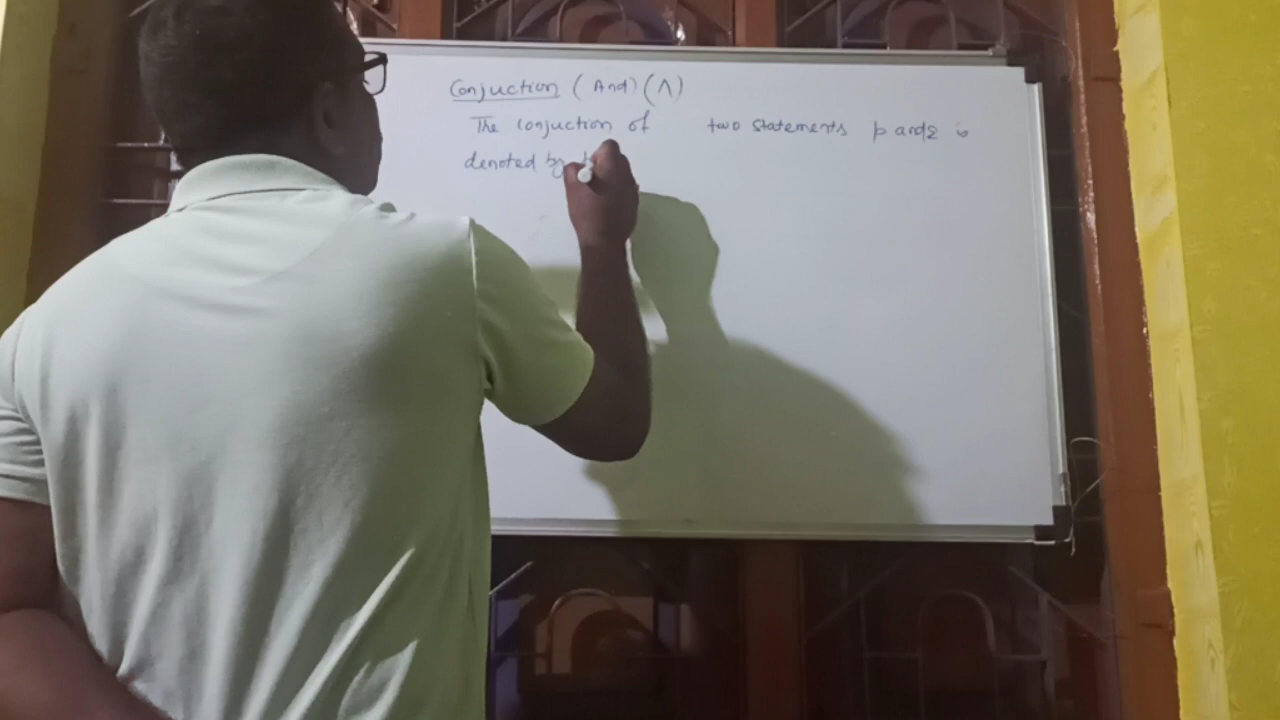 Conjuction (And) (Λ)
The conjuction of two statements p and q is
denoted by